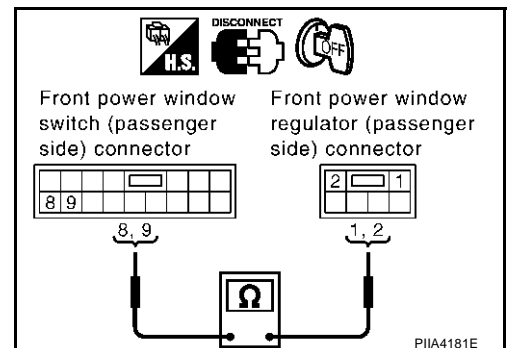 DISCONNECT
H.S.
OFF
Front power window
switch (passenger
side) connector
Front power window
regulator (passenger
side) connector
8 9
2 1
8, 9
1, 2
Ω
PIIA4181E